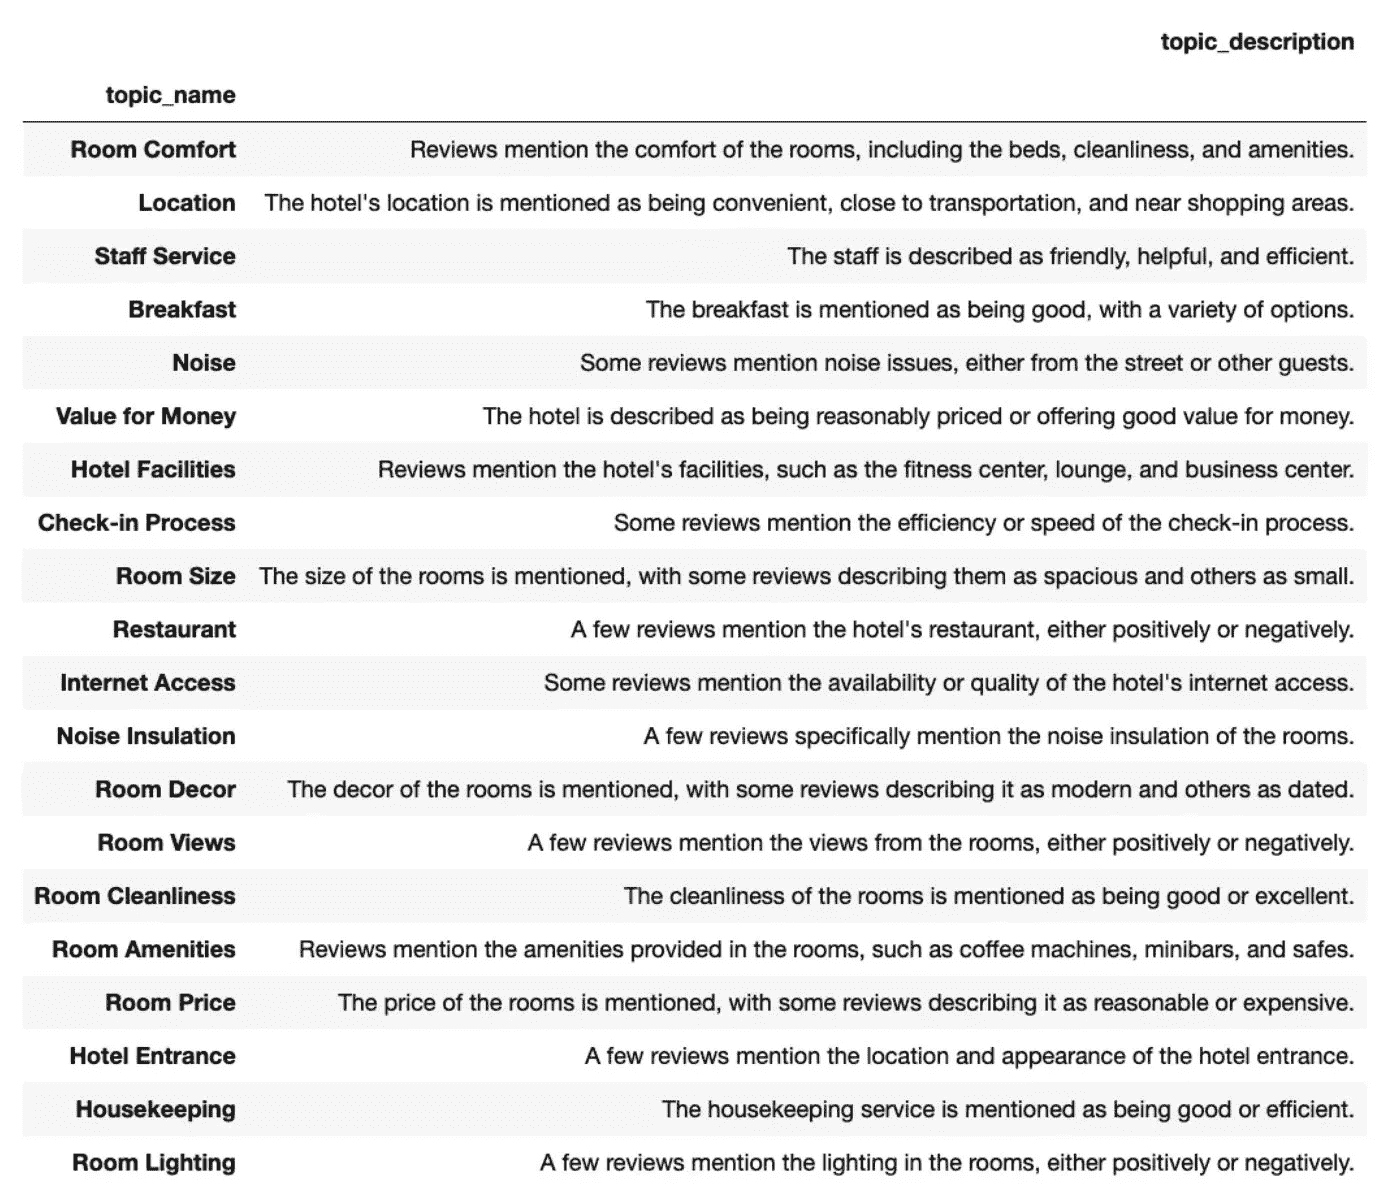 topic_description
topic_name
Room Comfort Reviews mention the comfort of the rooms, including the beds, cleanliness, and amenities.
Location The hotel's location is mentioned as being convenient, close to transportation, and near shopping areas.
Staff Service The staff is described as friendly, helpful, and efficient.
Breakfast The breakfast is mentioned as being good, with a variety of options.
Noise Some reviews mention noise issues, either from the street or other guests.
Value for Money The hotel is described as being reasonably priced or offering good value for money.
Hotel Facilities Reviews mention the hotel's facilities, such as the fitness center, lounge, and business center.
Check-in Process Some reviews mention the efficiency or speed of the check-in process.
Room Size The size of the rooms is mentioned, with some reviews describing them as spacious and others as small.
Restaurant A few reviews mention the hotel's restaurant, either positively or negatively.
Internet Access Some reviews mention the availability or quality of the hotel's internet access.
Noise Insulation A few reviews specifically mention the noise insulation of the rooms.
Room Decor The decor of the rooms is mentioned, with some reviews describing it as modern and others as dated.
Room Views A few reviews mention the views from the rooms, either positively or negatively.
Room Cleanliness The cleanliness of the rooms is mentioned as being good or excellent.
Room Amenities Reviews mention the amenities provided in the rooms, such as coffee machines, minibars, and safes.
Room Price The price of the rooms is mentioned, with some reviews describing it as reasonable or expensive.
Hotel Entrance A few reviews mention the location and appearance of the hotel entrance.
Housekeeping The housekeeping service is mentioned as being good or efficient.
Room Lighting A few reviews mention the lighting in the rooms, either positively or negatively.